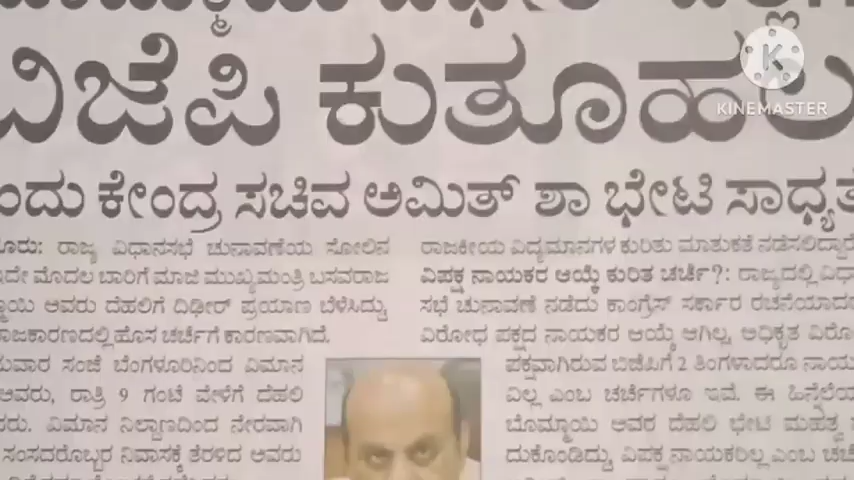 ಬಿಜೆಪಿ ಕುತೂಹಲ
KINEMASTER
ಕೇಂದ್ರ ಸಚಿವ ಅಮಿತ್ ಶಾ ಭೇಟಿ ಸಾಧ್ಯತೆ
ರಾಜ್ಯ ವಿಧಾನಸಭೆ ಚುನಾವಣೆಯ ಸೋಲಿನ
ಇದೇ ಮೊದಲ ಬಾರಿಗೆ ಮಾಜಿ ಮುಖ್ಯಮಂತ್ರಿ ಬಸವರಾಜ
ಅವರು ದೆಹಲಿಗೆ ದಿಢೀರ್ ಪ್ರಯಾಣ ಬೆಳೆಸಿದ್ದು
ರಾಜಕಾರಣದಲ್ಲಿ ಹೊಸ ಚರ್ಚೆಗೆ ಕಾರಣವಾಗಿದೆ.
ಸಂಜೆ ಬೆಂಗಳೂರಿನಿಂದ ವಿಮಾನ
ಅವರು, ರಾತ್ರಿ 9 ಗಂಟೆ ವೇಳೆಗೆ ದೆಹಲಿ
ವಿಮಾನ ನಿಲ್ದಾಣದಿಂದ ನೇರವಾಗಿ
ಸಂಸದರೊಬ್ಬರ ನಿವಾಸಕ್ಕೆ ತೆರಳಿದ ಅವರು
ರಾಜಕೀಯ ವಿದ್ಯಮಾನಗಳ ಕುರಿತು ಮಾತುಕತೆ ನಡೆಸಲಿದ್ದಾರೆ
ವಿಪಕ್ಷ ನಾಯಕರ ಆಯ್ಕೆ ಕುರಿತ ಚರ್ಚೆ?: ರಾಜ್ಯದಲ್ಲಿ ವಿಧಾ
ಸಭೆ ಚುನಾವಣೆ ನಡೆದು ಕಾಂಗ್ರೆಸ್ ಸರ್ಕಾರ ರಚನೆಯಾದ
ವಿರೋಧ ಪಕ್ಷದ ನಾಯಕರ ಆಯ್ಕೆ ಆಗಿಲ್ಲ. ಅಧಿಕೃತ ವಿರೋ
ಪಕ್ಷವಾಗಿರುವ ಬಿಜೆಪಿಗೆ 2 ತಿಂಗಳಾದರೂ ನಾಯ
ವಿಲ್ಲ ಎಂಬ ಚರ್ಚೆಗಳೂ ಇವೆ. ಈ ಹಿನ್ನೆಲೆಯ
ಬೊಮ್ಮಾಯಿ ಅವರ ದೆಹಲಿ ಭೇಟಿ ಮಹತ್ವ
ದುಕೊಂಡಿದ್ದು, ವಿಪಕ್ಷ ನಾಯಕರಿಲ್ಲ ಎಂಬ ಚರ್ಚೆ